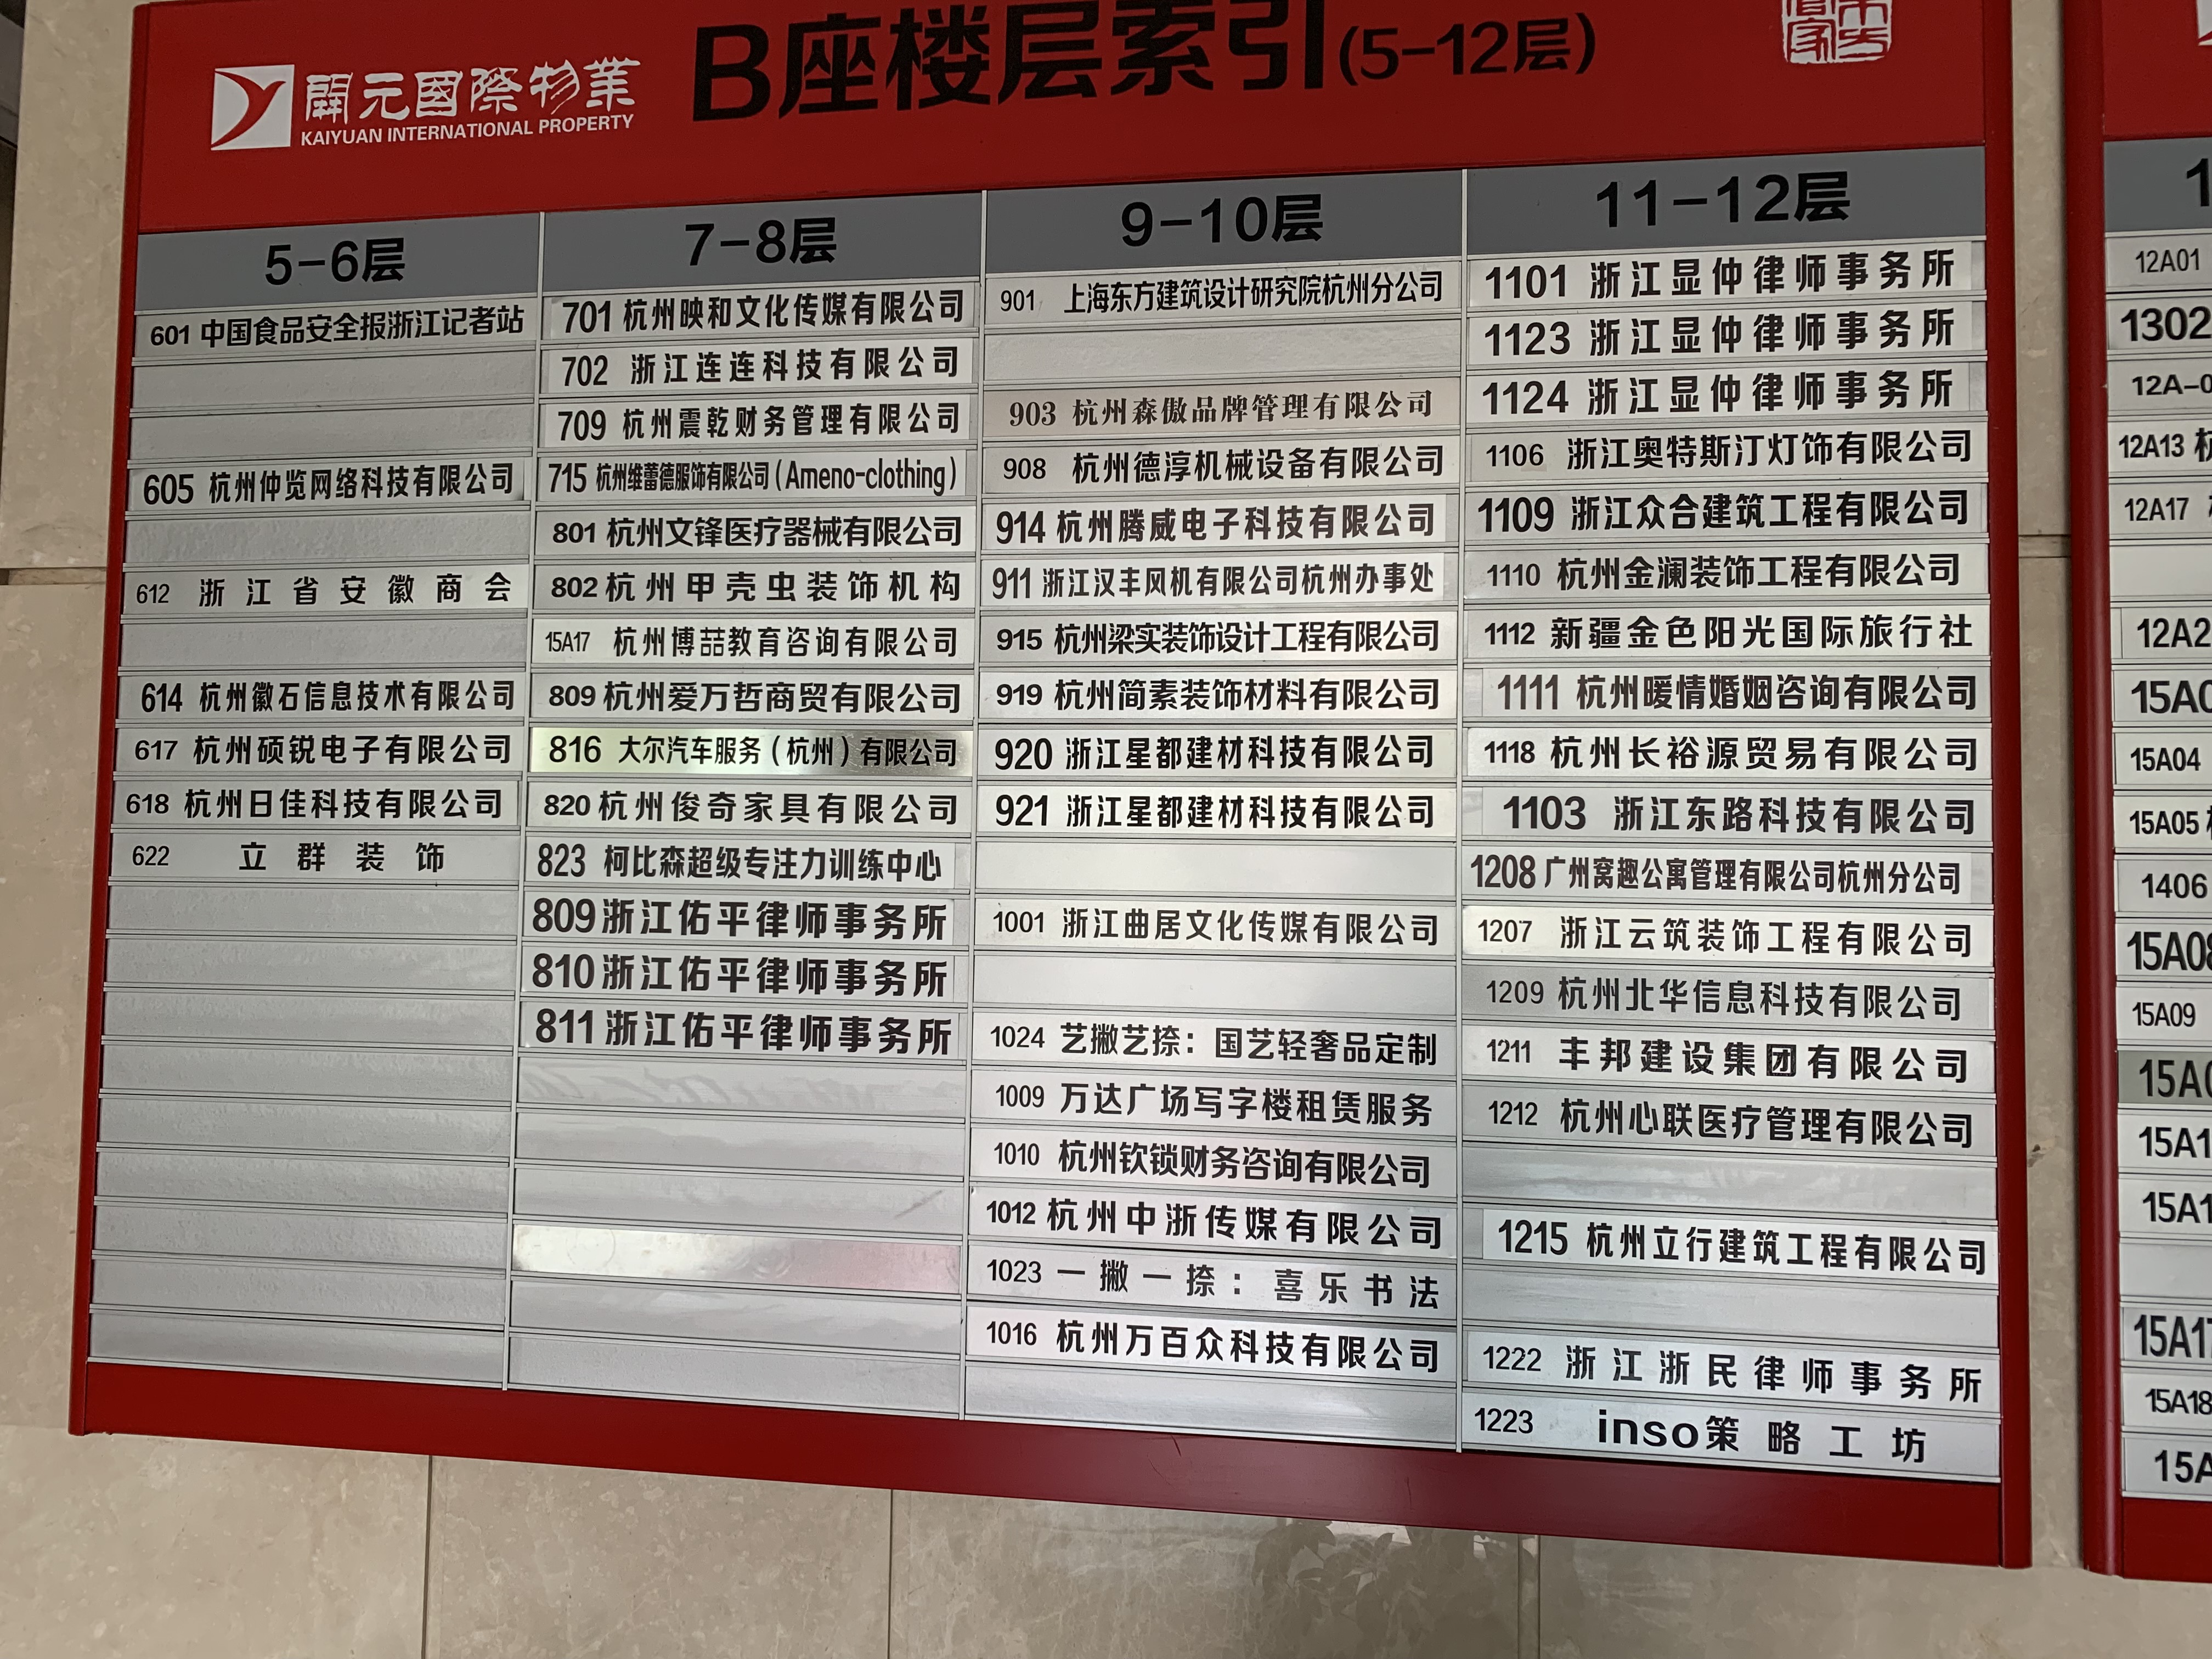 開元國際物業
KAIYUAN INTERNATIONAL PROPERTY
B座楼层索引(5-12层)
5-6层
601 中国食品安全报浙江记者站
605 杭州仲览网络科技有限公司
612 浙江省安徽商会
614 杭州徽石信息技术有限公司
617 杭州硕锐电子有限公司
618 杭州日佳科技有限公司
622 立群装饰
7-8层
701 杭州映和文化传媒有限公司
702 浙江连连科技有限公司
709 杭州震乾财务管理有限公司
715 杭州维蕾德服饰有限公司(Ameno-clothing)
801 杭州文锋医疗器械有限公司
802 杭州甲壳虫装饰机构
15A17 杭州博喆教育咨询有限公司
809 杭州爱万哲商贸有限公司
816 大尔汽车服务(杭州)有限公司
820 杭州俊奇家具有限公司
823 柯比森超级专注力训练中心
809 浙江佑平律师事务所
810 浙江佑平律师事务所
811 浙江佑平律师事务所
9-10层
901 上海东方建筑设计研究院杭州分公司
903 杭州森傲品牌管理有限公司
908 杭州德淳机械设备有限公司
914 杭州腾威电子科技有限公司
911 浙江汉丰风机有限公司杭州办事处
915 杭州梁实装饰设计工程有限公司
919 杭州简素装饰材料有限公司
920 浙江星都建材科技有限公司
921 浙江星都建材科技有限公司
1001 浙江曲居文化传媒有限公司
1024 艺撇艺捺：国艺轻奢品定制
1009 万达广场写字楼租赁服务
1010 杭州钦锁财务咨询有限公司
1012 杭州中浙传媒有限公司
1023 一撇一捺：喜乐书法
1016 杭州万百众科技有限公司
11-12层
1101 浙江显仲律师事务所
1123 浙江显仲律师事务所
1124 浙江显仲律师事务所
1106 浙江奥特斯汀灯饰有限公司
1109 浙江众合建筑工程有限公司
1110 杭州金澜装饰工程有限公司
1112 新疆金色阳光国际旅行社
1111 杭州暖情婚姻咨询有限公司
1118 杭州长裕源贸易有限公司
1103 浙江东路科技有限公司
1208 广州窝趣公寓管理有限公司杭州分公司
1207 浙江云筑装饰工程有限公司
1209 杭州北华信息科技有限公司
1211 丰邦建设集团有限公司
1212 杭州心联医疗管理有限公司
1215 杭州立行建筑工程有限公司
1222 浙江浙民律师事务所
1223 inso策略工坊
12A01
1302
12A13
12A17
15A04
15A05
1406
15A09
15A18